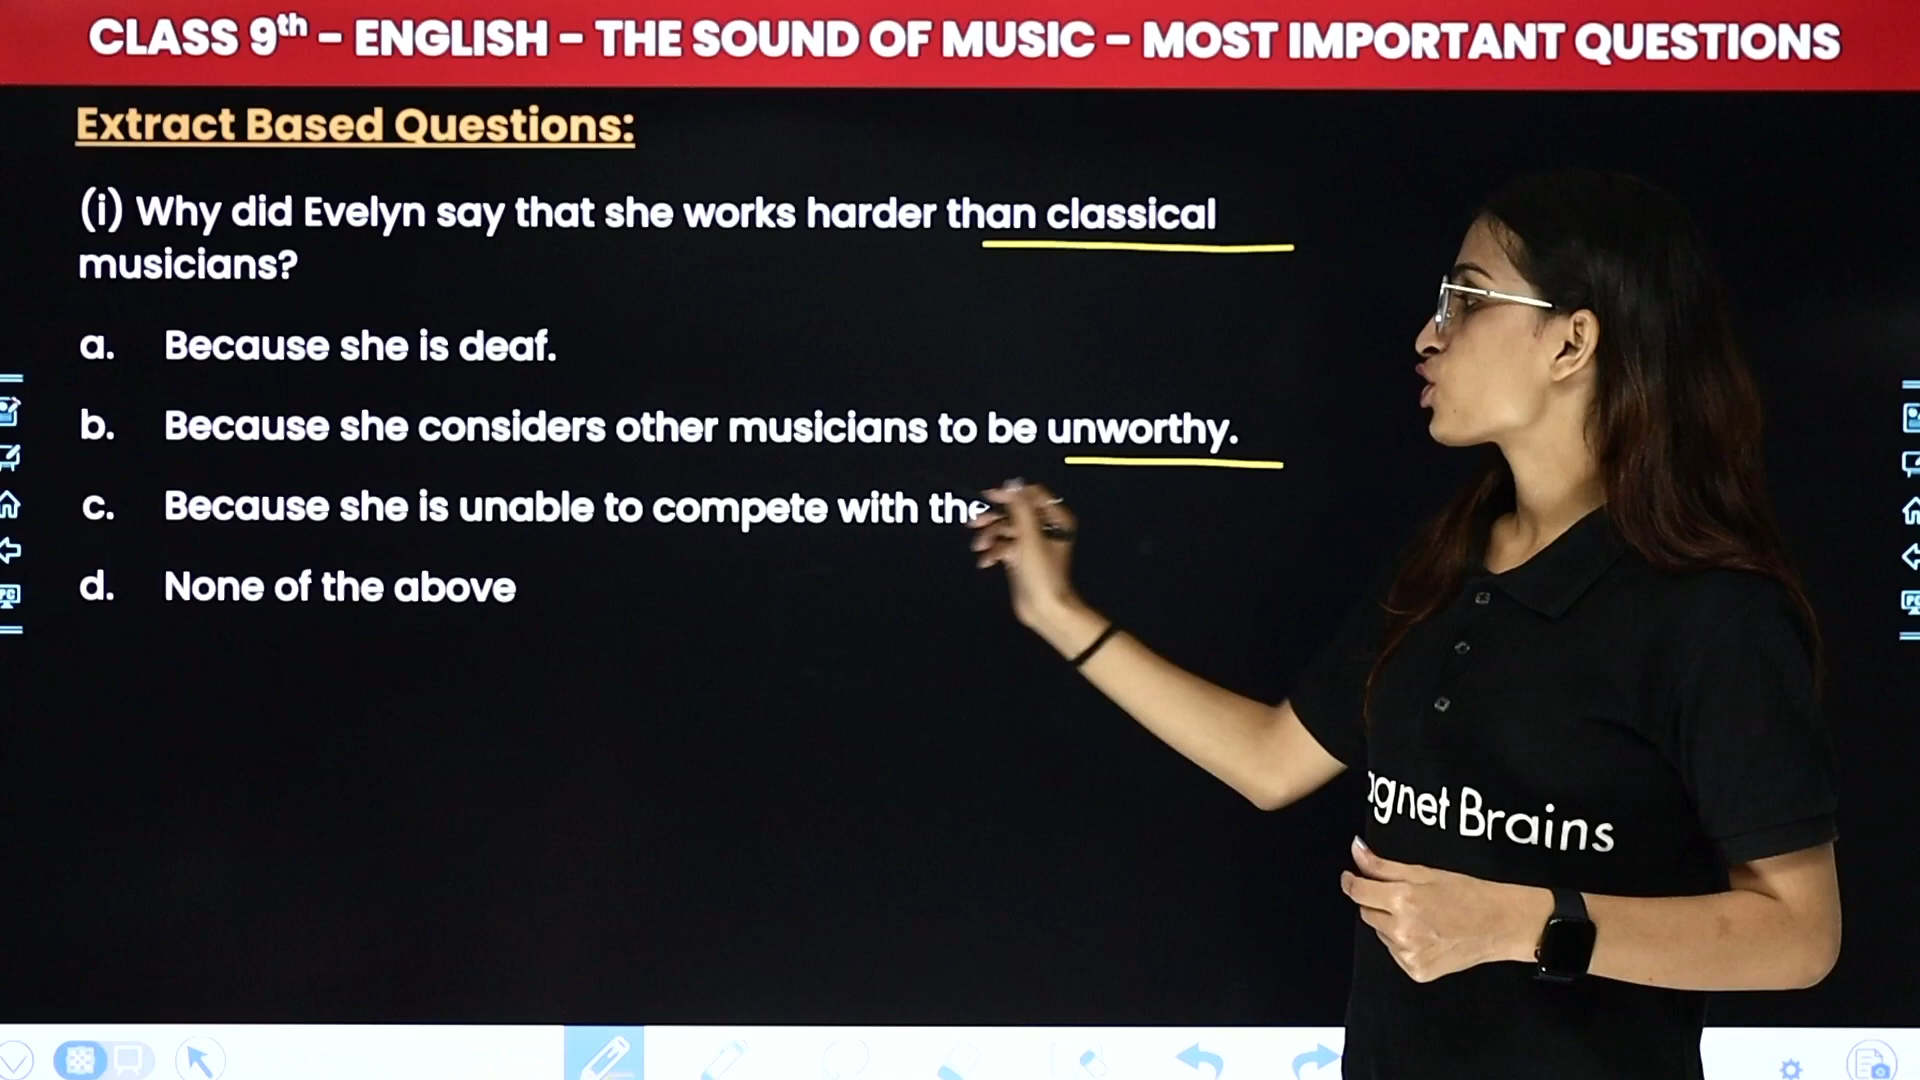 CLASS 9th – ENGLISH – THE SOUND OF MUSIC – MOST IMPORTANT QUESTIONS
Extract Based Questions:
(i) Why did Evelyn say that she works harder than classical
musicians?
a. Because she is deaf.
b. Because she considers other musicians to be unworthy.
c. Because she is unable to compete with the
d. None of the above
Brains
PC